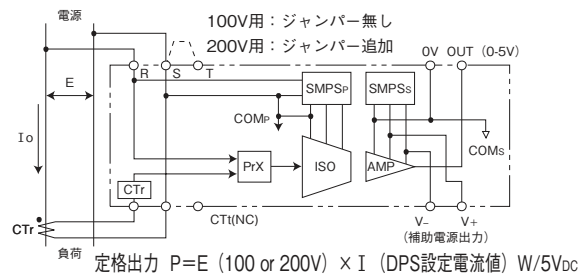 電源
100V用：ジャンパー無し
200V用：ジャンパー追加
0V OUT (0-5V)
R S T
E
SMPSP
SMPSS
COMP
COMS
Io
PrX
ISO
AMP
CTr
CTt(NC)
V− V+
(補助電源出力)
CTr
負荷
定格出力 P=E (100 or 200V) × I (DPS設定電流値) W/5VDC